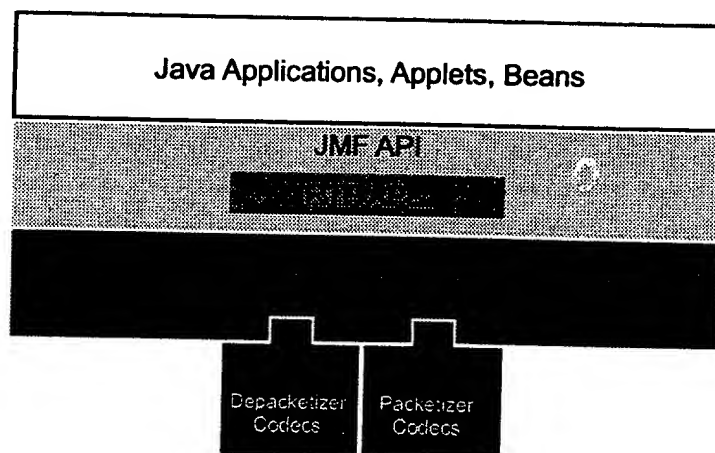 Java Applications, Applets, Beans
JMF API
Depacketizer
Codecs
Packetizer
Codecs